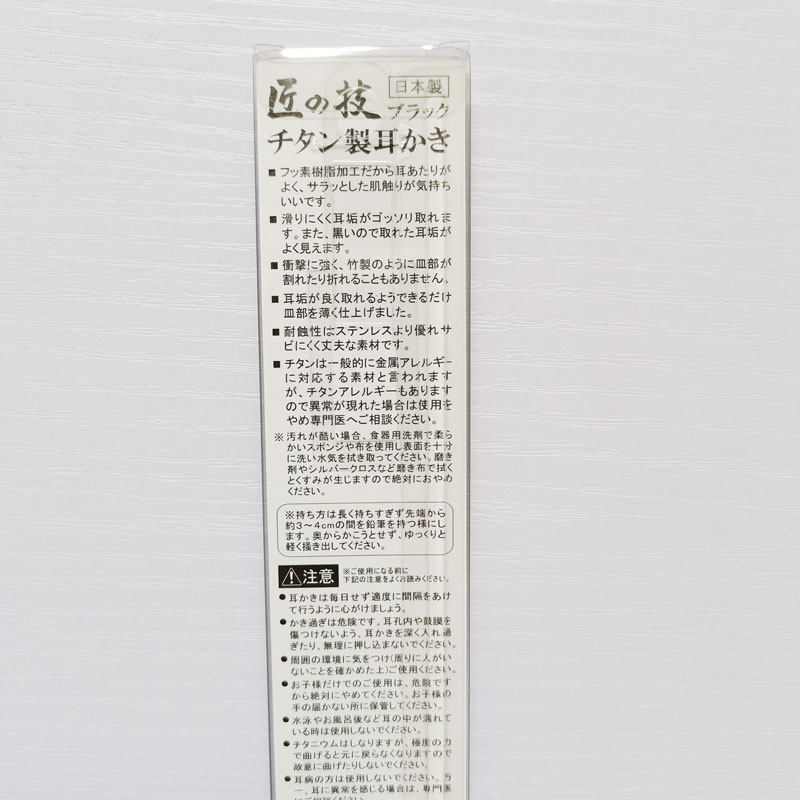 匠の技
日本製
ブラック
チタン製耳かき
■フッ素樹脂加工だから耳あたりが
よく、サラッとした肌触りが気持ち
いいです。
■滑りにくく耳垢がゴッソリ取れま
す。また、黒いので取れた耳垢が
よく見えます。
■衝撃に強く、竹製のように皿部が
割れたり折れることもありません。
■耳垢が良く取れるようできるだけ
皿部を薄く仕上げました。
■耐蝕性はステンレスより優れサ
ビにくく丈夫な素材です。
■チタンは一般的に金属アレルギー
に対応する素材と言われます
が、チタンアレルギーもあります
ので異常が現れた場合は使用を
やめ専門医へご相談ください。
※汚れが酷い場合、食器用洗剤で柔ら
かいスポンジや布を使用し表面を十分
に洗い水気を拭き取ってください。磨き
剤やシルバークロスなど磨き布で拭く
とくすみが生じますので絶対におやめ
ください。
※持ち方は長く持ちすぎず先端から
約3〜4cmの間を鉛筆を持つ様にし
ます。奥からかこうとせず、ゆっくりと
軽く掻き出してください。
注意
※ご使用になる前に
下記の注意をよくお読みください。
●耳かきは毎日せず適度に間隔をあけ
て行うように心がけましょう。
●かき過ぎは危険です。耳孔内や鼓膜を
傷つけないよう、耳かきを深く入れ過
ぎたり、無理に押し込まないでください。
●周囲の環境に気をつけ(周りに人がい
ないことを確かめた上)ご使用ください。
●お子様だけでのご使用は、危険です
から絶対にやめてください。お子様の
手の届かない所に保管してください。
●水泳やお風呂後など耳の中が濡れて
いる時は使用しないでください。
●チタニウムはしなりますが、極度の力
で曲げると元に戻らなくなりますので
故意に曲げたりしないでください。
●耳病の方は使用しないでください。万
一、耳に異常を感じる場合は、専門医
にご相談ください。